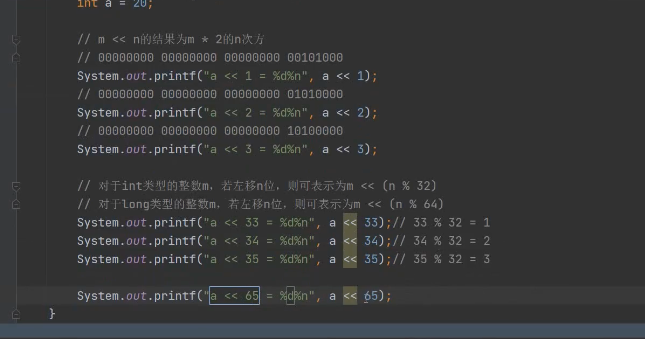 int a = 20;
// m << n的结果为m * 2的n次方
// 00000000 00000000 00000000 00101000
System.out.printf("a << 1 = %d%n", a << 1);
// 00000000 00000000 00000000 01010000
System.out.printf("a << 2 = %d%n", a << 2);
// 00000000 00000000 00000000 10100000
System.out.printf("a << 3 = %d%n", a << 3);
// 对于int类型的整数m，若左移n位，则可表示为m << (n % 32)
// 对于long类型的整数m，若左移n位，则可表示为m << (n % 64)
System.out.printf("a << 33 = %d%n", a << 33);// 33 % 32 = 1
System.out.printf("a << 34 = %d%n", a << 34);// 34 % 32 = 2
System.out.printf("a << 35 = %d%n", a << 35);// 35 % 32 = 3
System.out.printf("a << 65 = %d%n", a << 65);
}